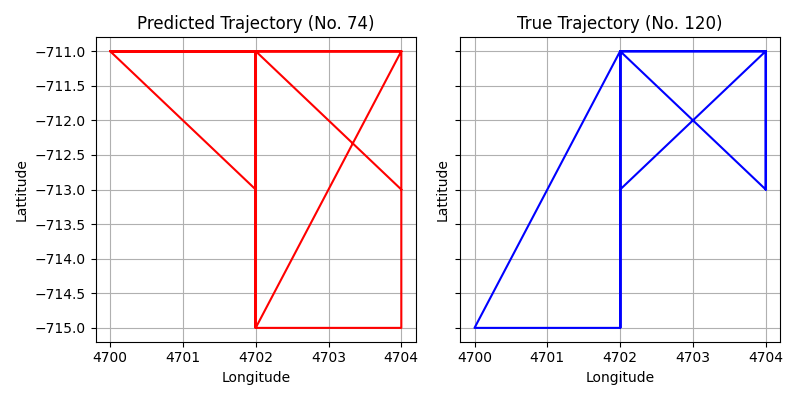 Predicted Trajectory (No. 74)
True Trajectory (No. 120)
Lattitude
−711.0
−711.5
−712.0
−712.5
−713.0
−713.5
−714.0
−714.5
−715.0
4700 4701 4702 4703 4704
Longitude
Lattitude
4700 4701 4702 4703 4704
Longitude